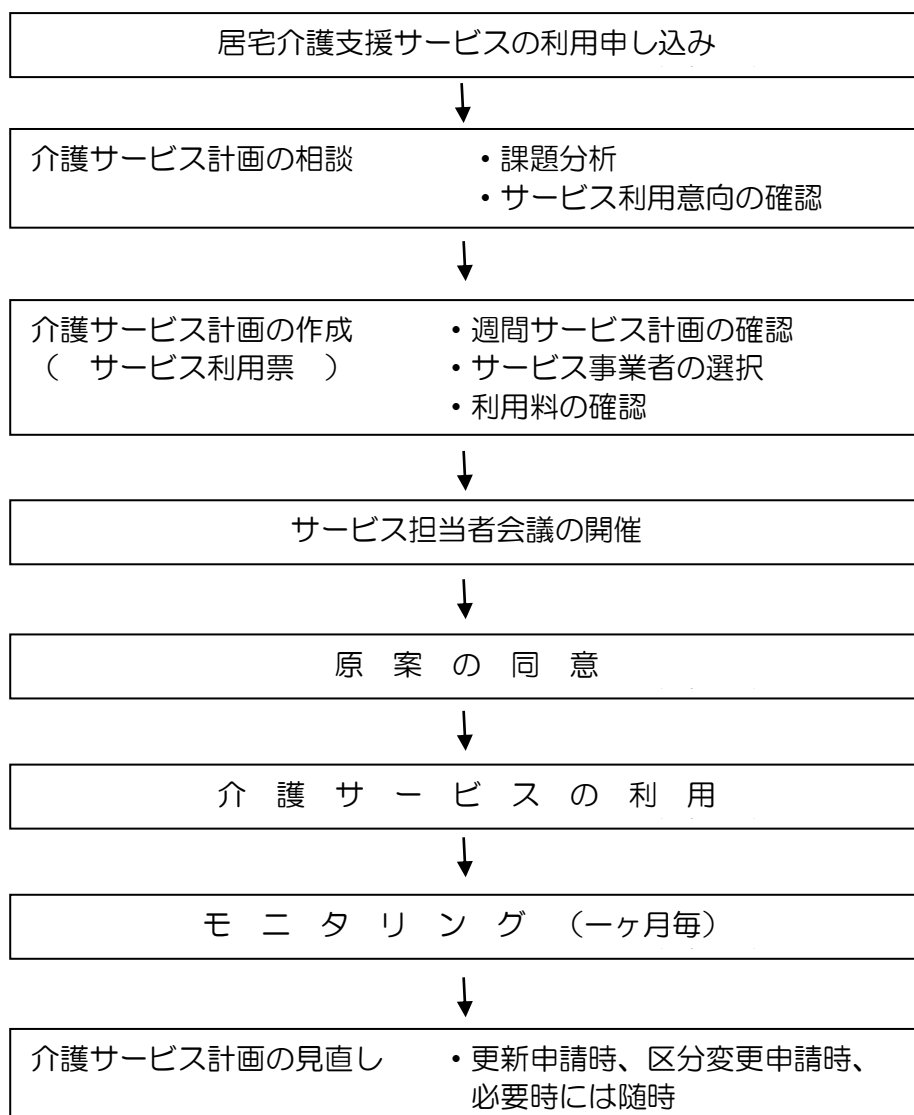 居宅介護支援サービスの利用申し込み
介護サービス計画の相談　・課題分析
・サービス利用意向の確認
介護サービス計画の作成　・週間サービス計画の確認
（　サービス利用票　）　・サービス事業者の選択
・利用料の確認
サービス担当者会議の開催
原　案　の　同　意
介　護　サ　ー　ビ　ス　の　利　用
モ　ニ　タ　リ　ン　グ　（一ヶ月毎）
介護サービス計画の見直し　・更新申請時、区分変更申請時、
必要時には随時